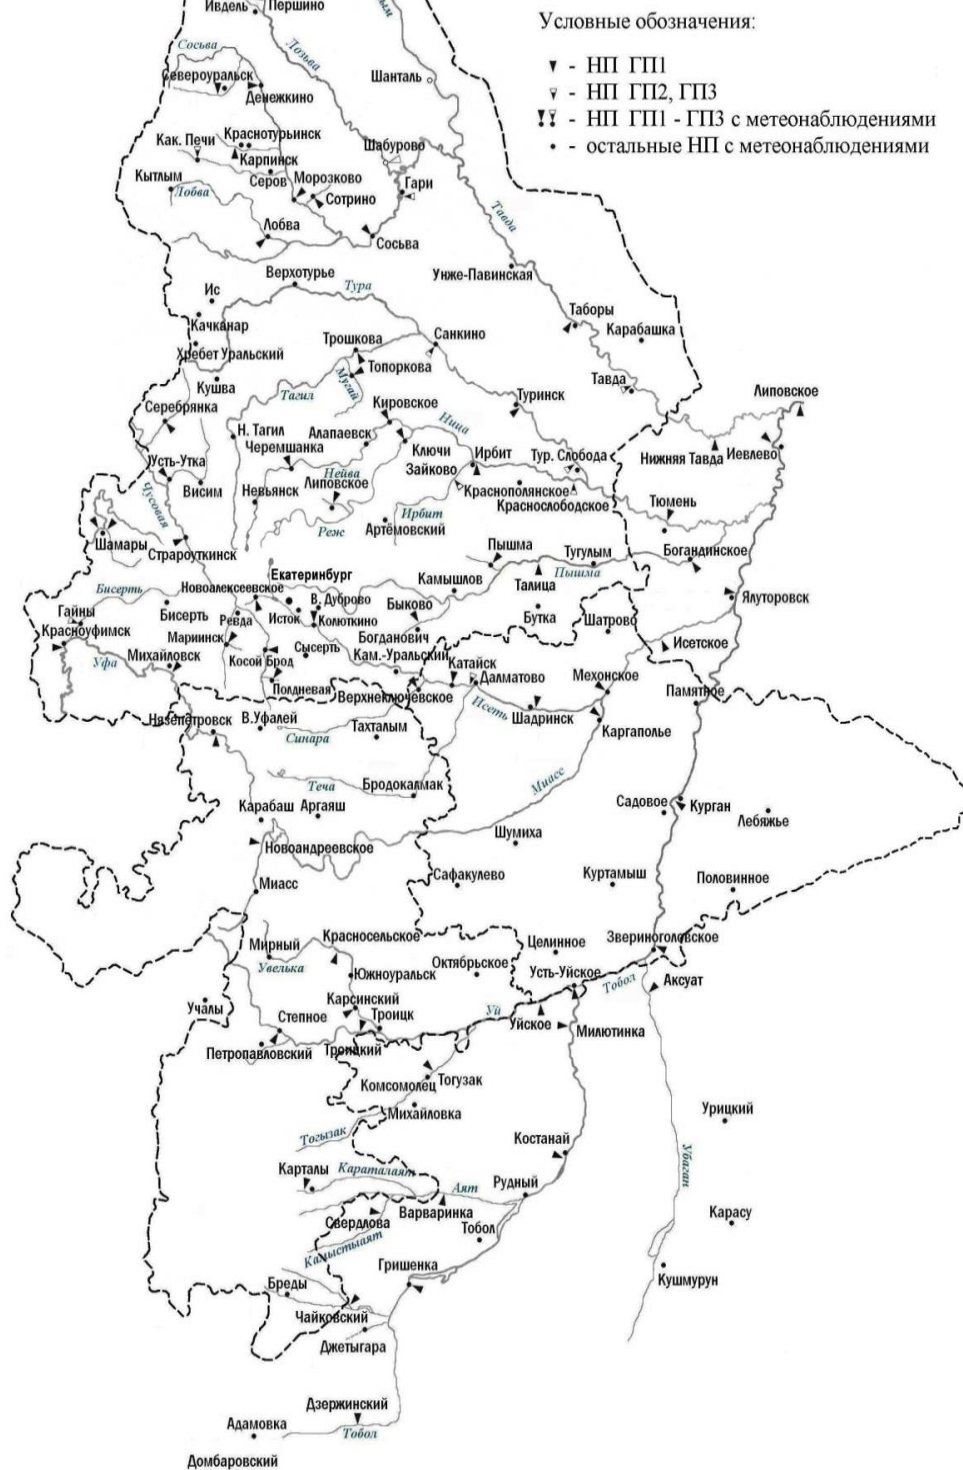 Ивдель
Першино
ым
Условные обозначения:
- НП ГП1
- НП ГП2, ГП3
- НП ГП1 - ГП3 с метеонаблюдениями
- остальные НП с метеонаблюдениями
Сосьва
Лозьва
Североуральск
Денежкино
Шанталь
Как. Печи
Краснотурьинск
Карпинск
Шабурово
Кытлым
Серов
Морозково
Гари
Лобва
Сотрино
Тавда
Лобва
Сосьва
Верхотурье
Унже-Павинская
Ис
Тура
Качканар
Таборы
Карабашка
Хребет Уральский
Трошкова
Санкино
Кушва
Топоркова
Мугай
Тагил
Тавда
Липовское
Серебрянка
Кировское
Туринск
Н. Тагил
Алапаевск
Ница
Черемшанка
Ключи
Ирбит
Тур. Слобода
Нижняя Тавда
Иевлево
Усть-Утка
Нейва
Зайково
Висим
Невьянск
Липовское
Краснополянское
Краснослободское
Тюмень
Чусовая
Реж
Ирбит
Артёмовский
Шамары
Страроуткинск
Пышма
Тугулым
Богандинское
Екатеринбург
Камышлов
Талица
Пышма
Бисерть
Новоалексеевское
Ялуторовск
Гайны
Бисерть
Ревда
Исток
В. Дуброво
Колюткино
Быково
Бутка
Шатрово
Красноуфимск
Мариинск
Сысерть
Богданович
Исетское
Уфа
Михайловск
Косой Брод
Кам.-Уральский
Катайск
Далматово
Мехонское
Полдневая
Верхнеключевское
Памятное
Исеть
Нязепетровск
В.Уфалей
Шадринск
Каргаполье
Синара
Тахталым
Теча
Бродокалмак
Миасс
Карабаш
Аргаяш
Садовое
Курган
Лебяжье
Новоандреевское
Шумиха
Миасс
Сафакулево
Куртамыш
Половинное
Мирный
Красносельское
Целинное
Звериноголовское
Увелька
Южноуральск
Октябрьское
Усть-Уйское
Тобол
Аксуат
Учалы
Карсинский
Степное
Троицк
Уй
Уйское
Милютинка
Петропавловский
Троицкий
Комсомолец
Тогузак
Михайловка
Урицкий
Тогызак
Костанай
Карталы
Караталаят
Убаган
Аят
Рудный
Свердлова
Варваринка
Карасу
Тобол
Камыстыаят
Гришенка
Кушмурун
Бреды
Чайковский
Джетыгара
Дзержинский
Адамовка
Тобол
Домбаровский